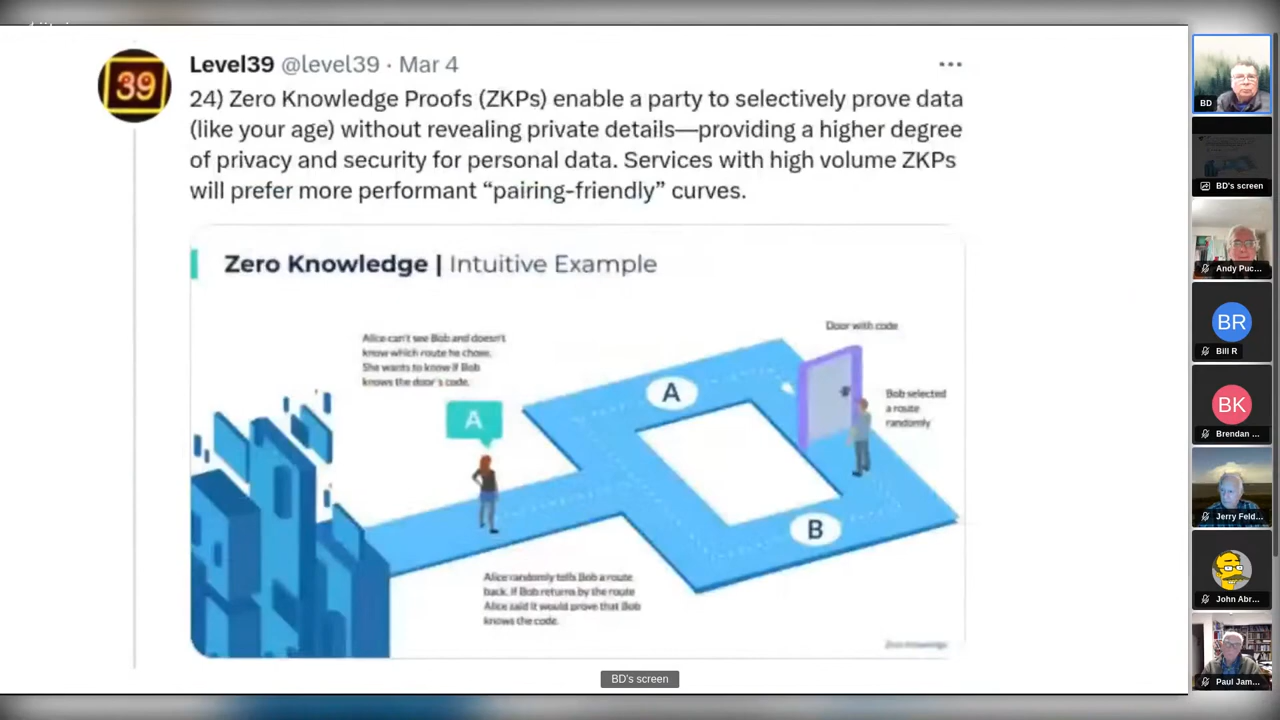 39
Level39 @level39 · Mar 4
24) Zero Knowledge Proofs (ZKPs) enable a party to selectively prove data
(like your age) without revealing private details—providing a higher degree
of privacy and security for personal data. Services with high volume ZKPs
will prefer more performant “pairing-friendly” curves.
Zero Knowledge | Intuitive Example
Alice can't see Bob and doesn't
know which route he chose.
She wants to know if Bob
knows the door's code.
A
Door with code
A
Bob selected
a route
randomly
B
Alice randomly tells Bob a route
back. If Bob returns by the route
Alice said it would prove that Bob
knows the code.
BD's screen
BD
BD's screen
Andy Puc...
BR
Bill R
BK
Brendan ...
Jerry Feld...
John Abr...
Paul Jam...